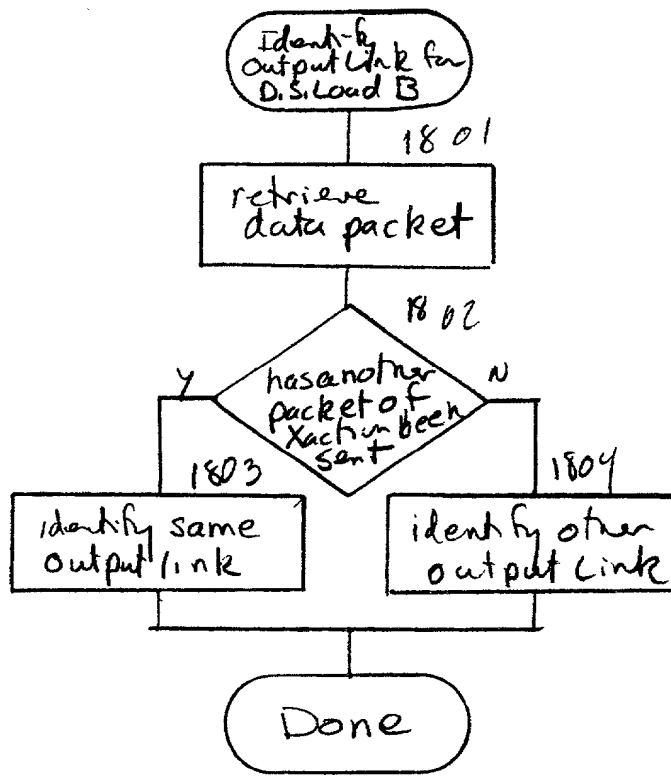 Identify
output Link for
D.S. Load B
1801
retrieve
data packet
1802
Y
has another
packet of
Xaction been
sent
N
1803
identify same
output link
1804
identify other
output Link
Done